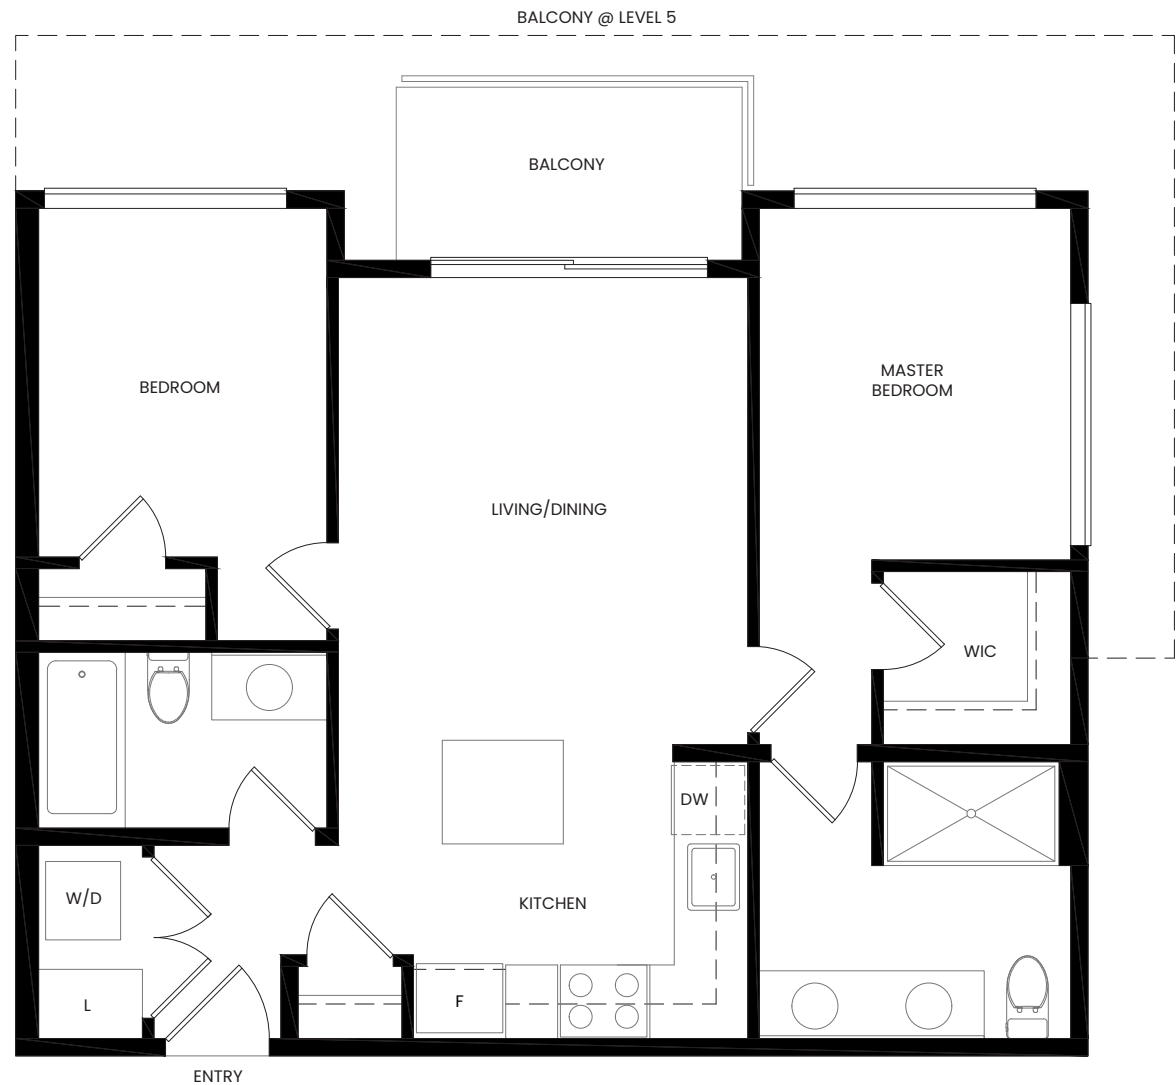 BALCONY @ LEVEL 5
BALCONY
BEDROOM
MASTER
BEDROOM
LIVING/DINING
WIC
DW
W/D
KITCHEN
L
F
ENTRY